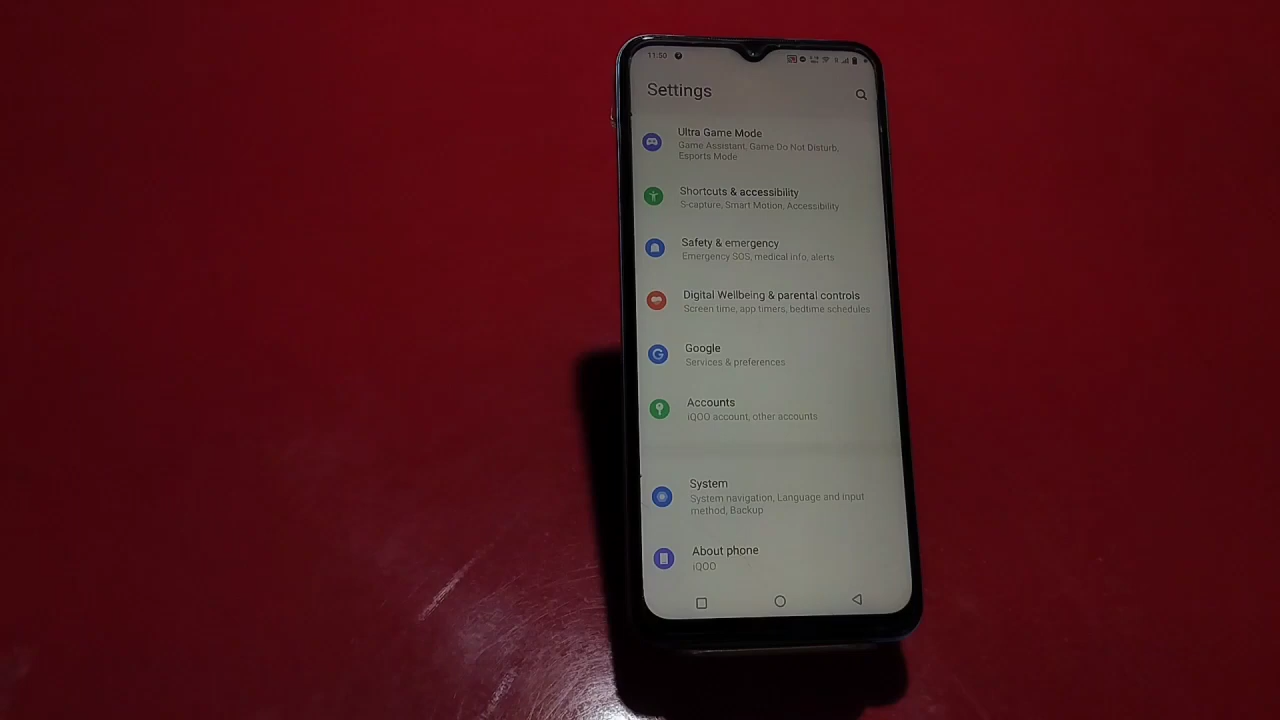 11:50
Settings
Ultra Game Mode
Game Assistant, Game Do Not Disturb,
Esports Mode
Shortcuts & accessibility
S-capture, Smart Motion, Accessibility
Safety & emergency
Emergency SOS, medical info, alerts
Digital Wellbeing & parental controls
Screen time, app timers, bedtime schedules
Google
Services & preferences
Accounts
iQOO account, other accounts
System
System navigation, Language and input
method, Backup
About phone
iQOO